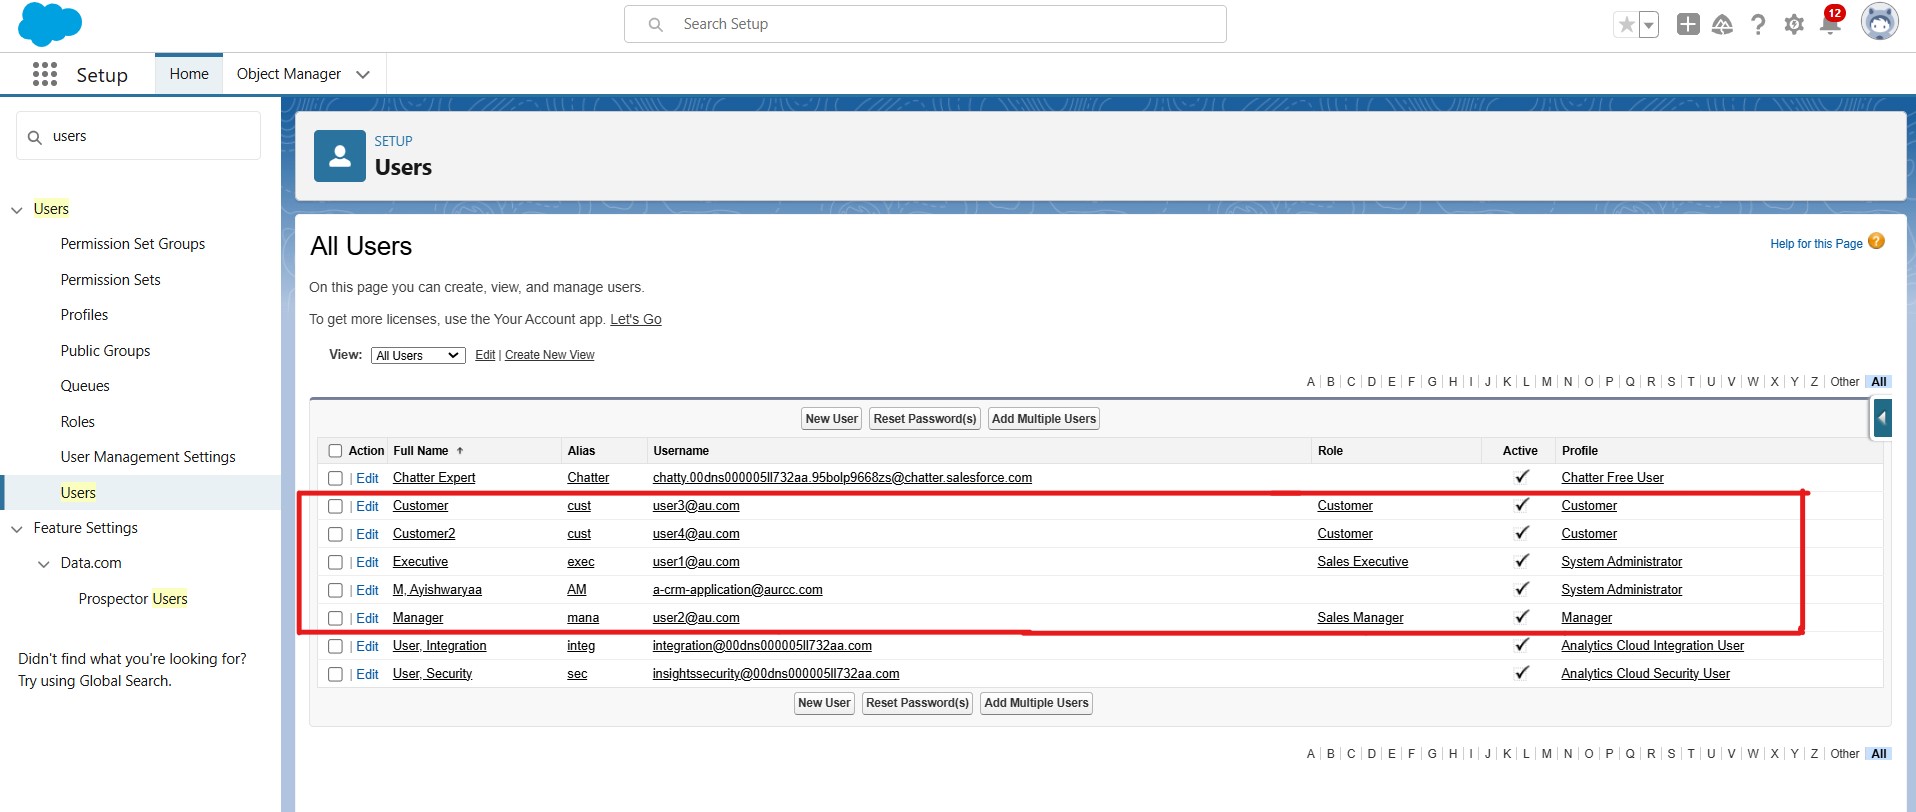 Search Setup
12
Setup Home Object Manager
users
Users
Permission Set Groups
Permission Sets
Profiles
Public Groups
Queues
Roles
User Management Settings
Users
Feature Settings
Data.com
Prospector Users
Didn't find what you're looking for?
Try using Global Search.
SETUP
Users
All Users
Help for this Page ?
On this page you can create, view, and manage users.
To get more licenses, use the Your Account app. Let's Go
View: All Users Edit | Create New View
A B C D E F G H I J K L M N O P Q R S T U V W X Y Z Other All
New User Reset Password(s) Add Multiple Users
Action Full Name ↑ Alias Username Role Active Profile
| Edit Chatter Expert Chatter chatty.00dns000005ll732aa.95bolp9668zs@chatter.salesforce.com ✓ Chatter Free User
| Edit Customer cust user3@au.com Customer ✓ Customer
| Edit Customer2 cust user4@au.com Customer ✓ Customer
| Edit Executive exec user1@au.com Sales Executive ✓ System Administrator
| Edit M, Ayishwaryaa AM a-crm-application@aurcc.com ✓ System Administrator
| Edit Manager mana user2@au.com Sales Manager ✓ Manager
| Edit User, Integration integ integration@00dns000005ll732aa.com ✓ Analytics Cloud Integration User
| Edit User, Security sec insightssecurity@00dns000005ll732aa.com ✓ Analytics Cloud Security User
New User Reset Password(s) Add Multiple Users
A B C D E F G H I J K L M N O P Q R S T U V W X Y Z Other All